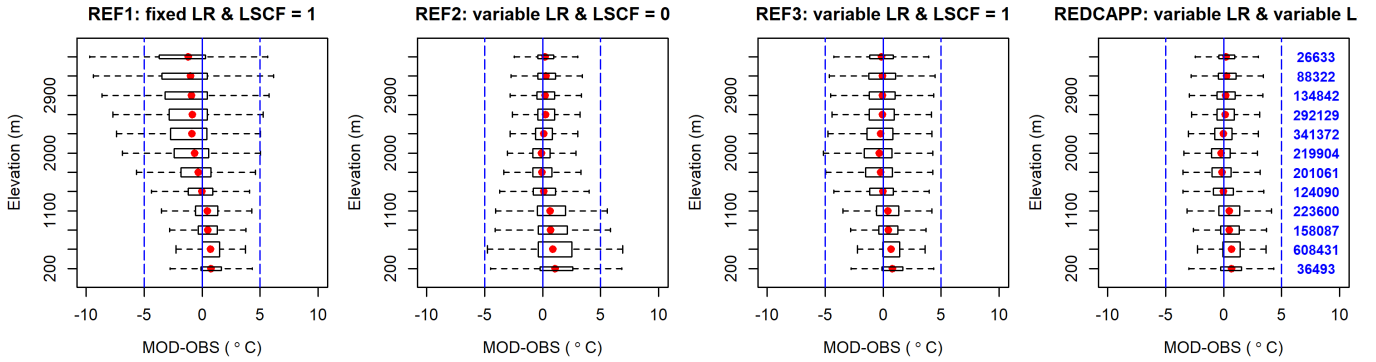 REF1: fixed LR & LSCF = 1
Elevation (m)
2900
2000
1100
200
-10 -5 0 5 10
MOD-OBS ( ° C)
REF2: variable LR & LSCF = 0
Elevation (m)
2900
2000
1100
200
-10 -5 0 5 10
MOD-OBS ( ° C)
REF3: variable LR & LSCF = 1
Elevation (m)
2900
2000
1100
200
-10 -5 0 5 10
MOD-OBS ( ° C)
REDCAPP: variable LR & variable L
Elevation (m)
2900
2000
1100
200
26633
88322
134842
292129
341372
219904
201061
124090
223600
158087
608431
36493
-10 -5 0 5 10
MOD-OBS ( ° C)